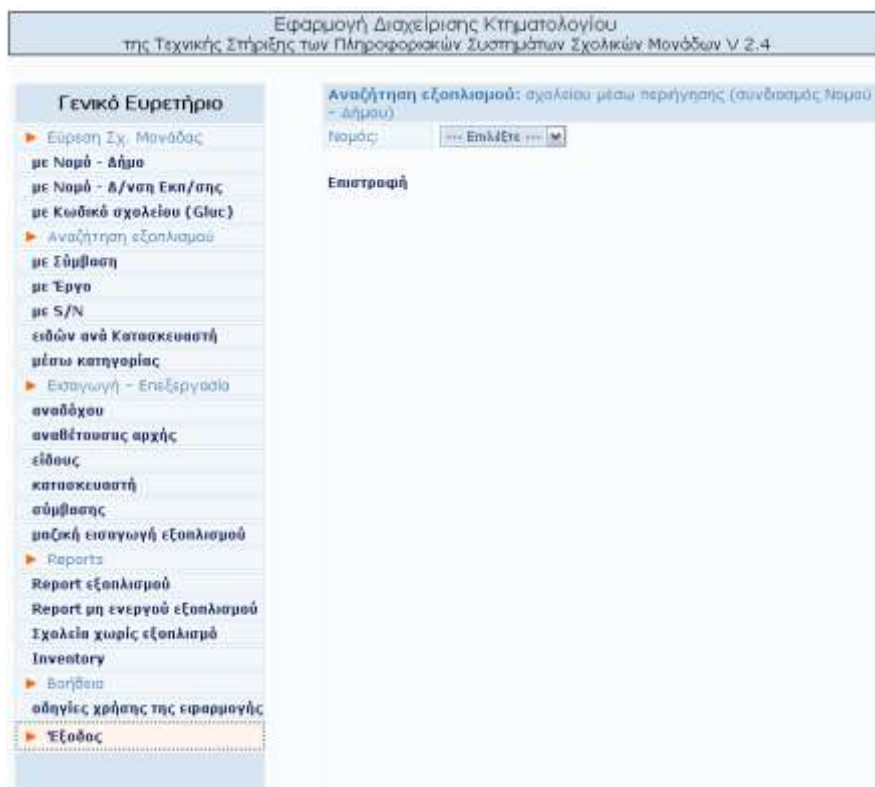 Εφαρμογή Διαχείρισης Κτηματολογίου
της Τεχνικής Στήριξης των Πληροφοριακών Συστημάτων Σχολικών Μονάδων V 2.4
Γενικό Ευρετήριο
Εύρεση Σχ. Μονάδας
με Νομό - Δήμο
με Νομό - Δ/νση Εκπ/σης
με Κωδικό σχολείου (Gluc)
Αναζήτηση εξοπλισμού
με Σύμβαση
με Έργο
με S/N
ειδών ανά Κατασκευαστή
μέσω κατηγορίας
Εισαγωγή - Επεξεργασία
αναδόχου
αναθέτουσας αρχής
είδους
κατασκευαστή
σύμβασης
μαζική εισαγωγή εξοπλισμού
Reports
Report εξοπλισμού
Report μη ενεργού εξοπλισμού
Σχολεία χωρίς εξοπλισμό
Inventory
Βοήθεια
οδηγίες χρήσης της εφαρμογής
Έξοδος
Αναζήτηση εξοπλισμού: σχολείου μέσω περιήγησης (συνδιασμός Νομού
- Δήμου)
Νομός: --- Επιλέξτε ---
Επιστροφή